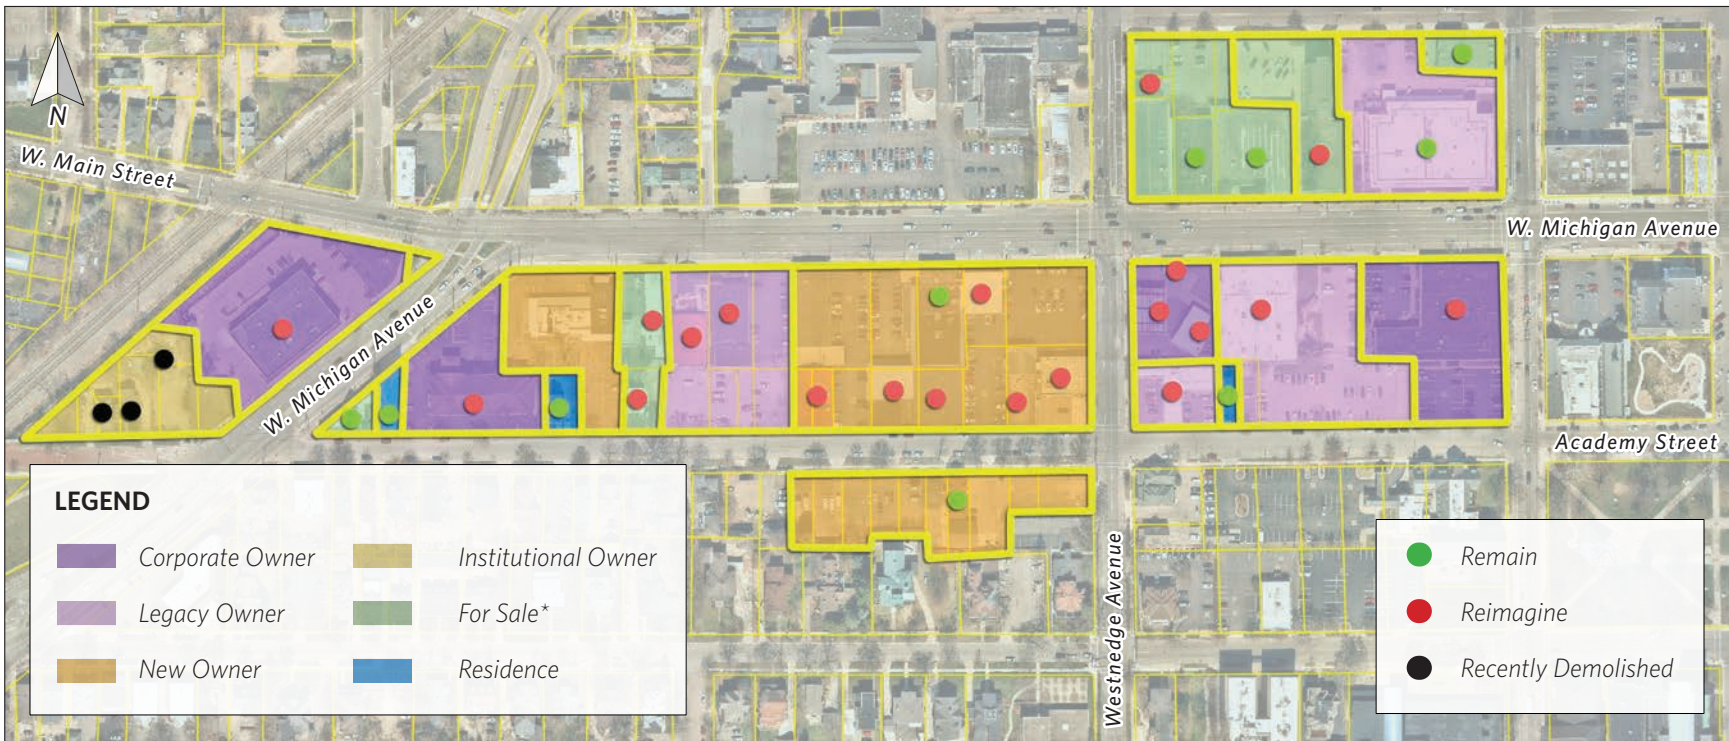 N
W. Main Street
W. Michigan Avenue
W. Michigan Avenue
Academy Street
Westnedge Avenue
LEGEND
Corporate Owner
Institutional Owner
Legacy Owner
For Sale*
New Owner
Residence
Remain
Reimagine
Recently Demolished